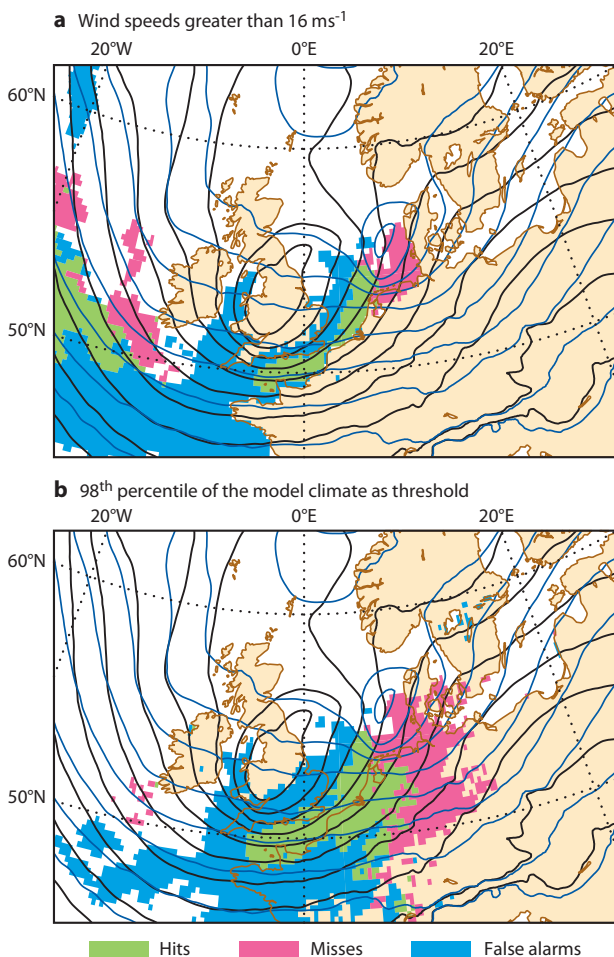 a Wind speeds greater than 16 ms⁻¹
20°W 0°E 20°E
60°N
50°N
b 98ᵗʰ percentile of the model climate as threshold
20°W 0°E 20°E
60°N
50°N
Hits Misses False alarms